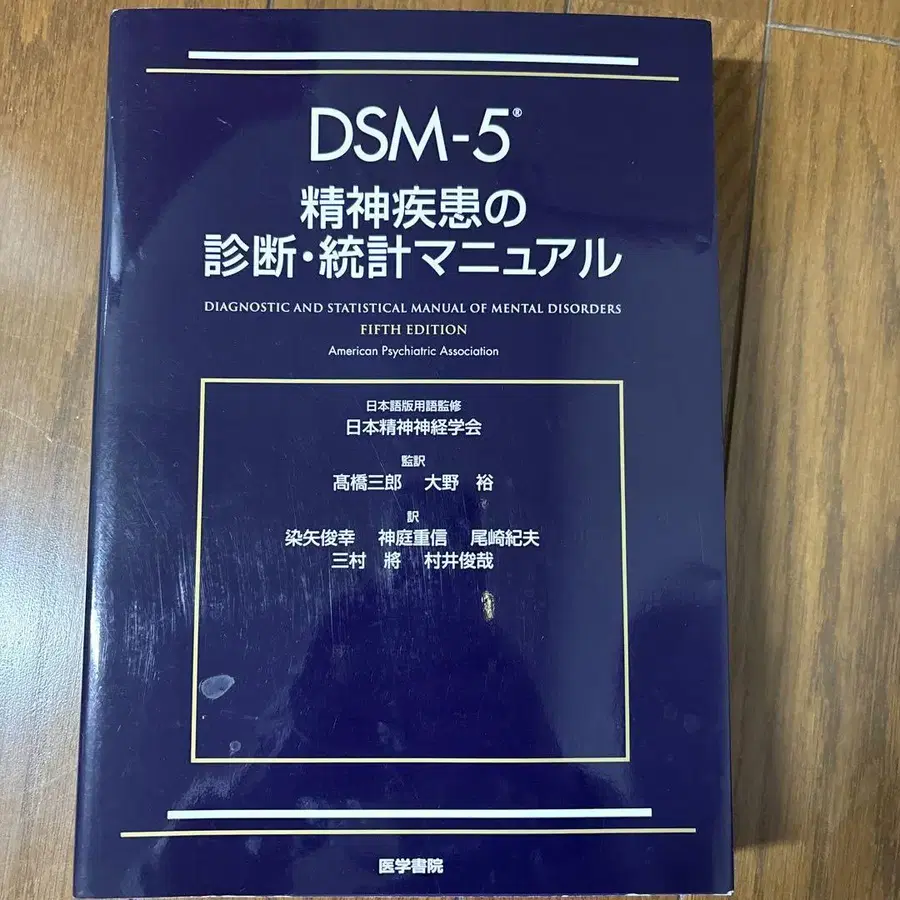 DSM-5®
精神疾患の
診断・統計マニュアル
DIAGNOSTIC AND STATISTICAL MANUAL OF MENTAL DISORDERS
FIFTH EDITION
American Psychiatric Association
日本語版用語監修
日本精神神経学会
監訳
髙橋三郎 大野 裕
訳
染矢俊幸 神庭重信 尾崎紀夫
三村 將 村井俊哉
医学書院